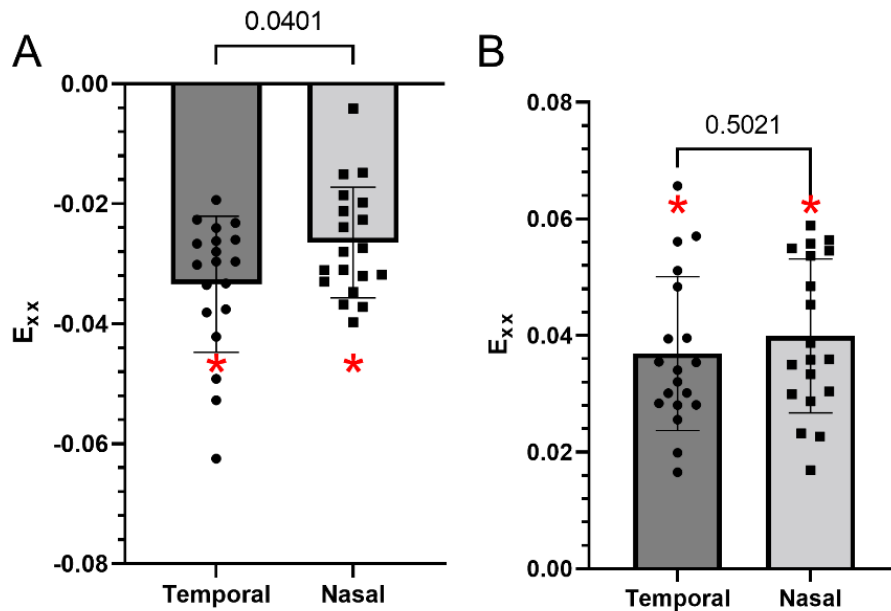 A
0.0401
0.00
-0.02
-0.04
-0.06
-0.08
Exx
Temporal
Nasal
*
*
B
0.5021
0.08
0.06
0.04
0.02
0.00
Exx
Temporal
Nasal
*
*